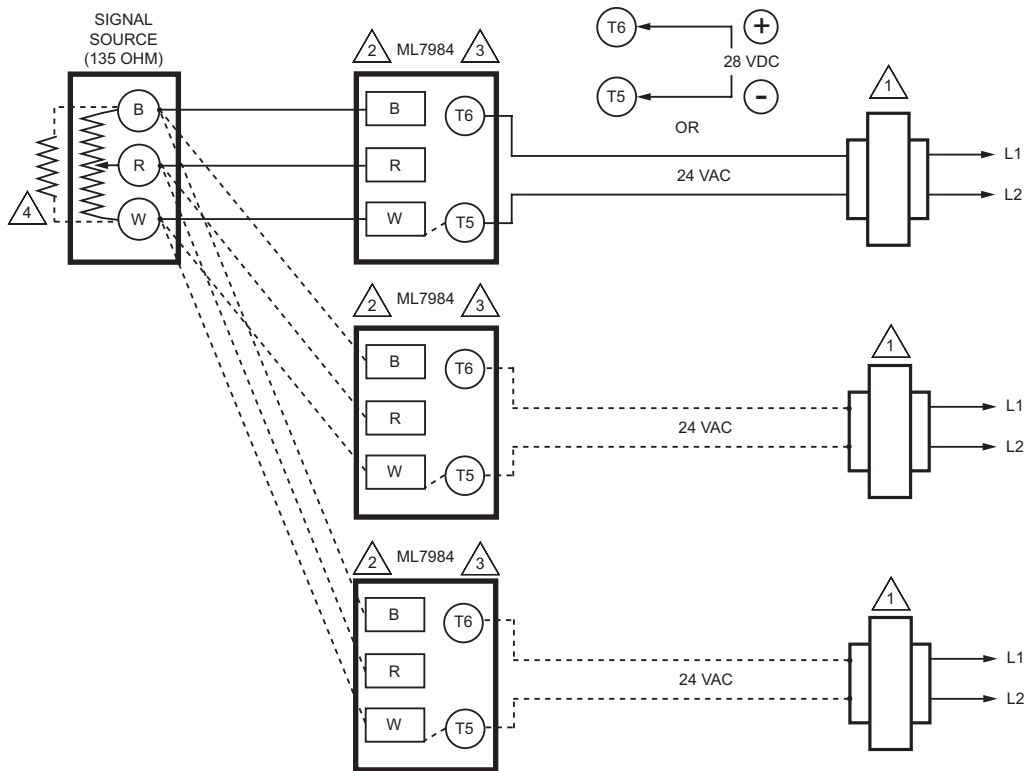 SIGNAL
SOURCE
(135 OHM)
B
R
W
4
2 ML7984 3
B
R
W
T6
T5
T6 +
28 VDC
T5 -
OR
24 VAC
1
L1
L2
2 ML7984 3
B
R
W
T6
T5
24 VAC
1
L1
L2
2 ML7984 3
B
R
W
T6
T5
24 VAC
1
L1
L2